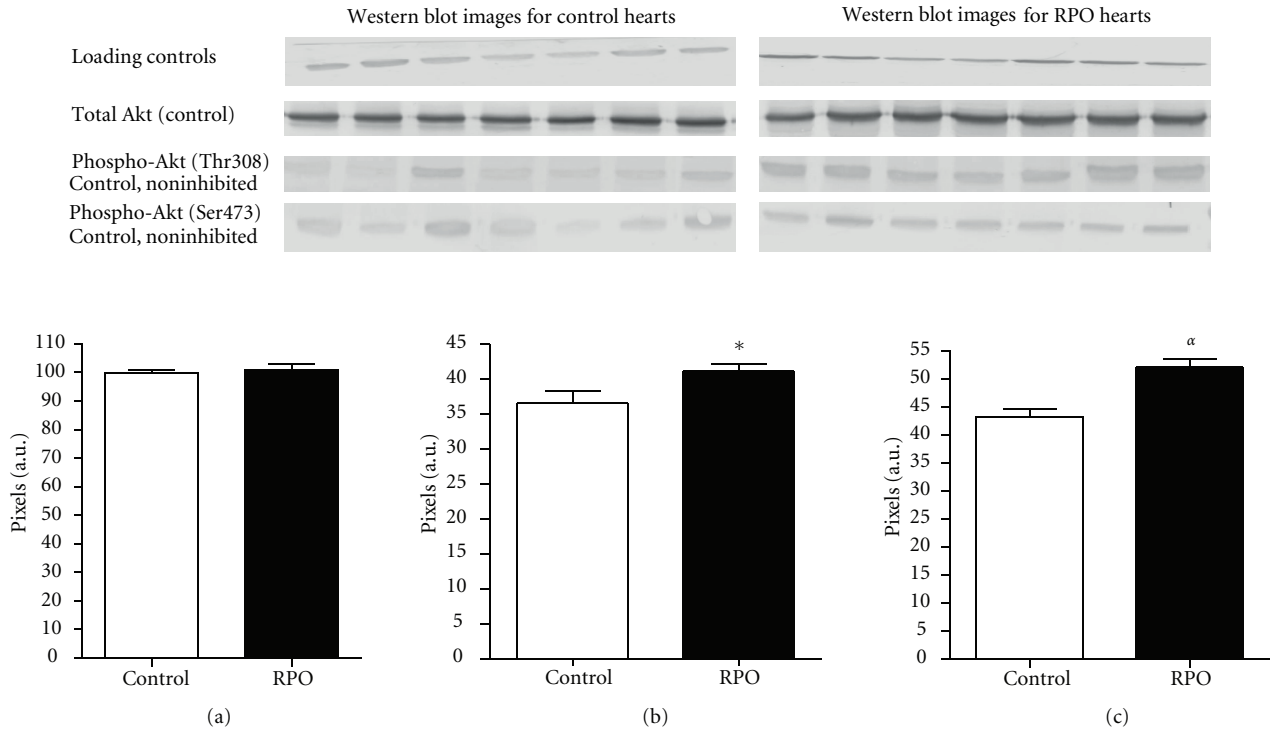 Western blot images for control hearts
Western blot images for RPO hearts
Loading controls
Total Akt (control)
Phospho-Akt (Thr308)
Control, noninhibited
Phospho-Akt (Ser473)
Control, noninhibited
110
100
90
80
70
60
50
40
30
20
10
0
Pixels (a.u.)
Control
RPO
(a)
45
40
35
30
25
20
15
10
5
0
Pixels (a.u.)
*
Control
RPO
(b)
55
50
45
40
35
30
25
20
15
10
5
0
Pixels (a.u.)
α
Control
RPO
(c)